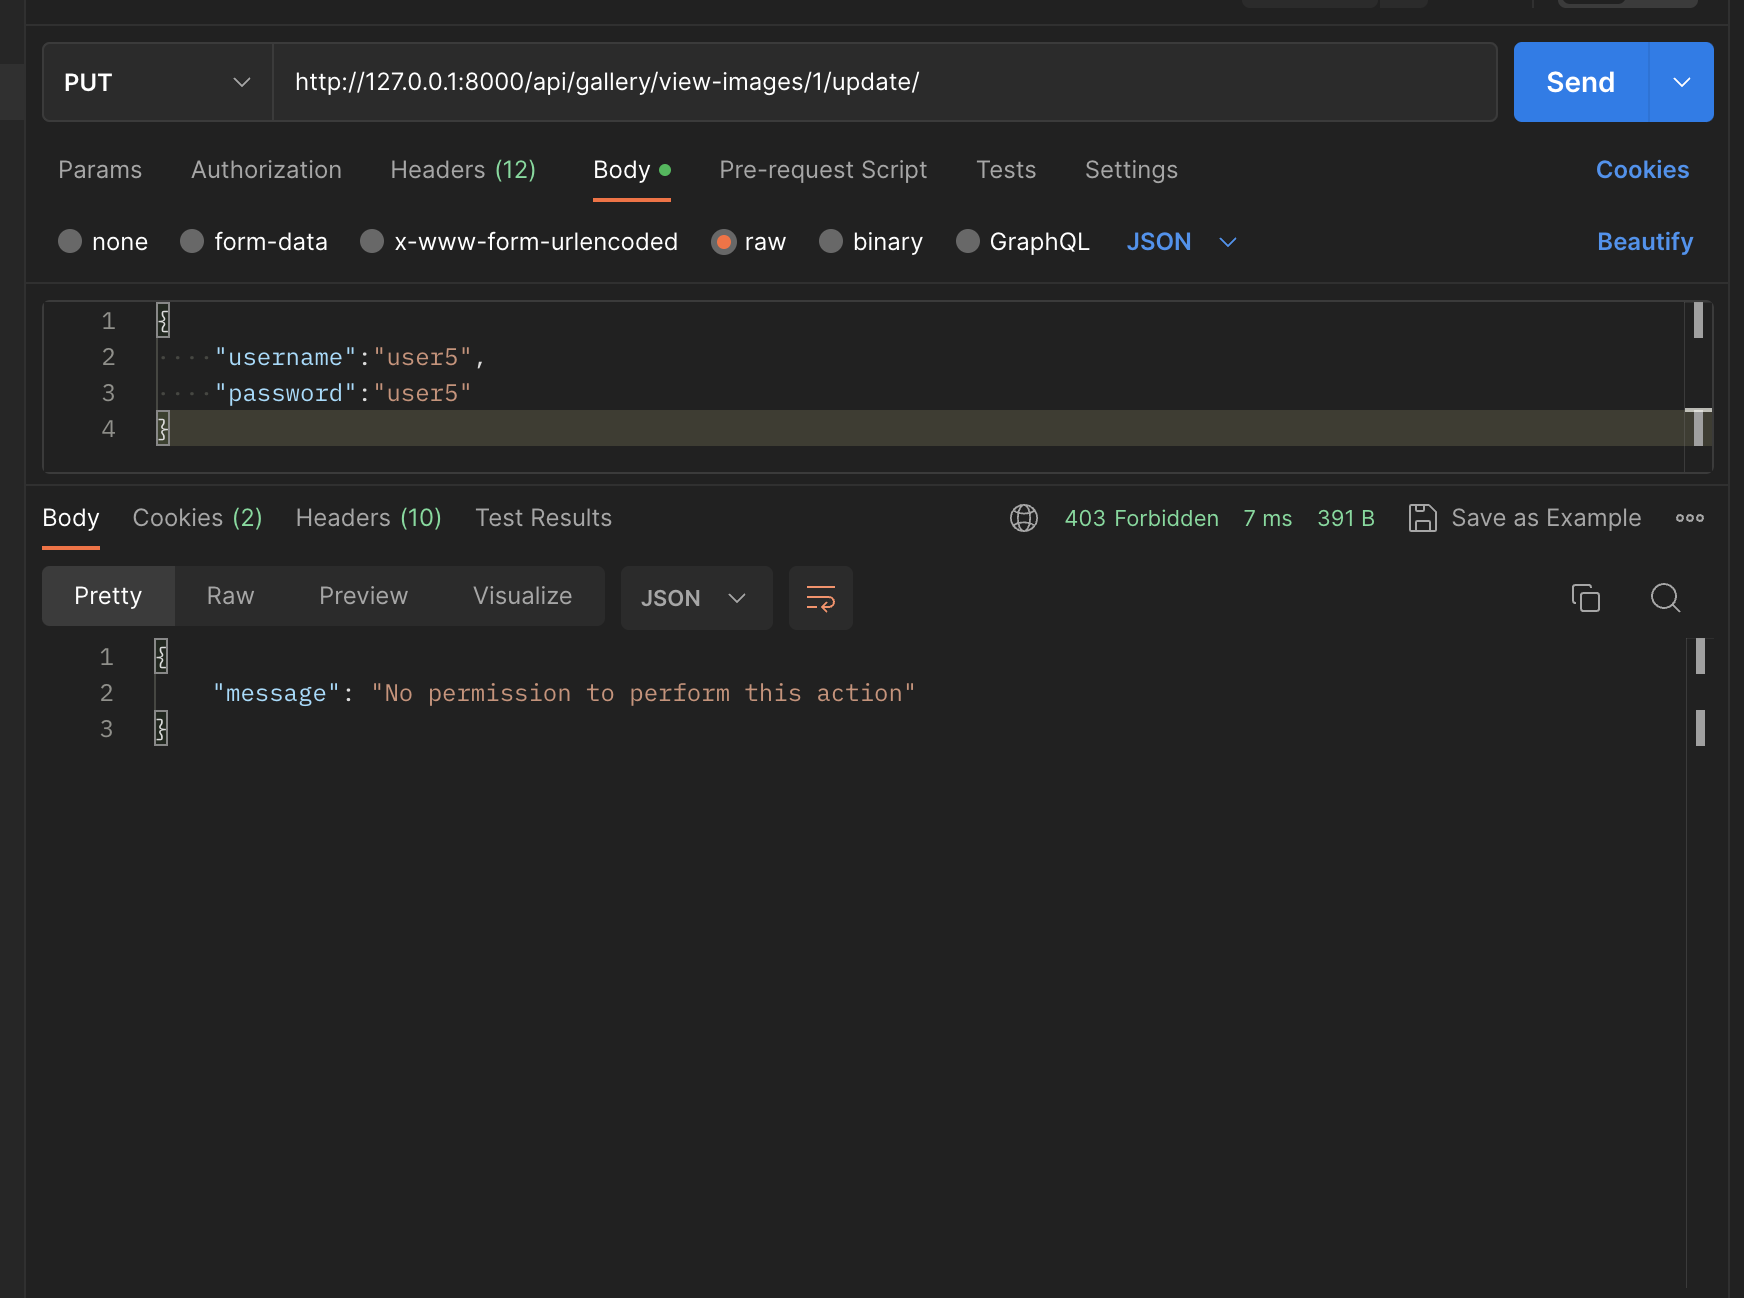 PUT http://127.0.0.1:8000/api/gallery/view-images/1/update/ Send
Params Authorization Headers (12) Body Pre-request Script Tests Settings Cookies
none form-data x-www-form-urlencoded raw binary GraphQL JSON Beautify
1 {
2 ····"username":"user5",
3 ····"password":"user5"
4 }
Body Cookies (2) Headers (10) Test Results 403 Forbidden 7 ms 391 B Save as Example
Pretty Raw Preview Visualize JSON
1 {
2 "message": "No permission to perform this action"
3 }